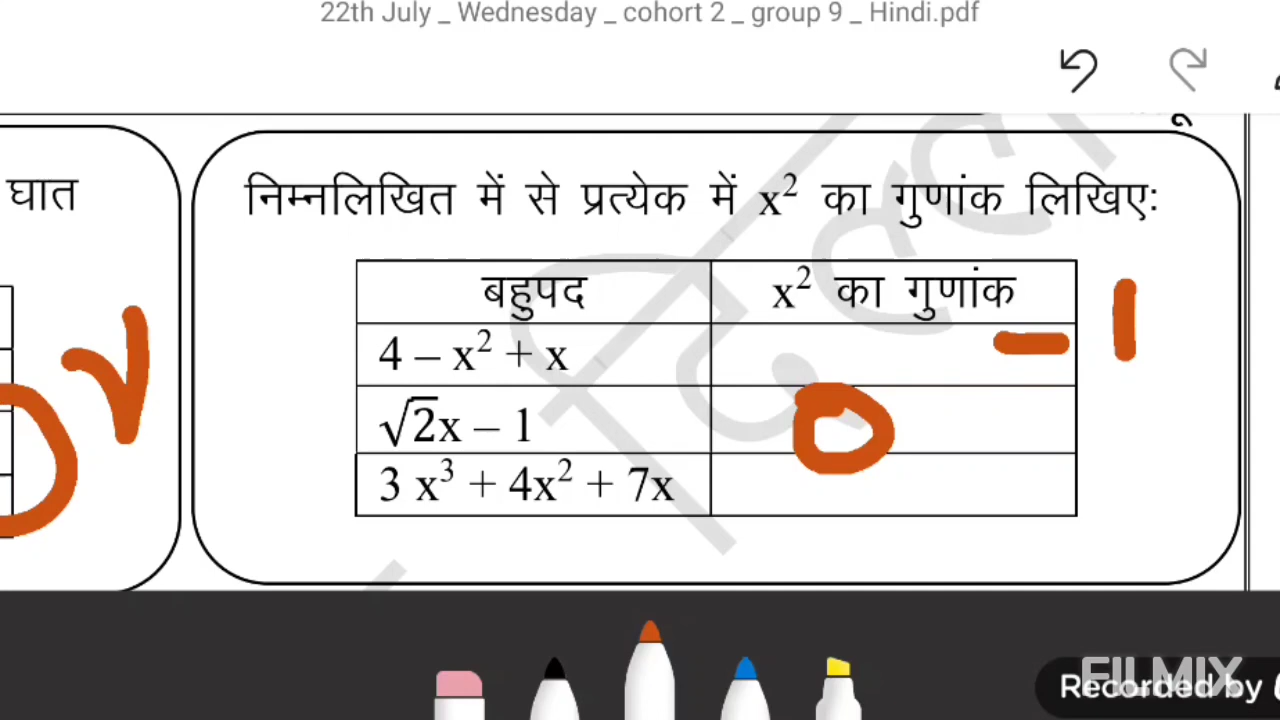 22th July _ Wednesday _ cohort 2 _ group 9 _ Hindi.pdf
घात
निम्नलिखित में से प्रत्येक में x² का गुणांक लिखिए:
बहुपद x² का गुणांक
4 – x² + x – 1
√2x – 1 0
3 x³ + 4x² + 7x
FILMIX
Recorded by